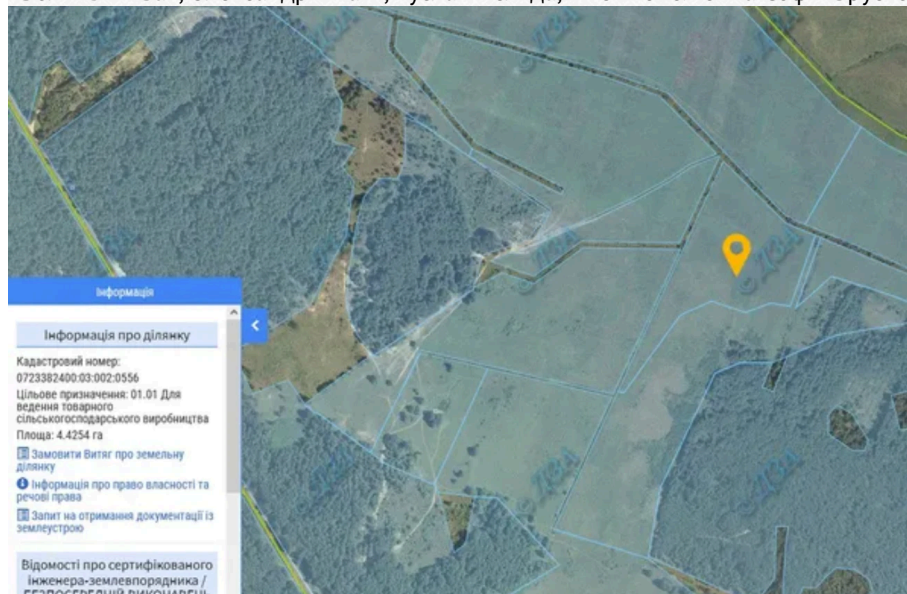 Інформація
Інформація про ділянку
Кадастровий номер:
0723382400:03:002:0556
Цільове призначення: 01.01 Для
ведення товарного
сільськогосподарського виробництва
Площа: 4.4254 га
Замовити Витяг про земельну
ділянку
Інформація про право власності та
речові права
Запит на отримання документації із
землеустрою
Відомості про сертифікованого
інженера-землевпорядника /